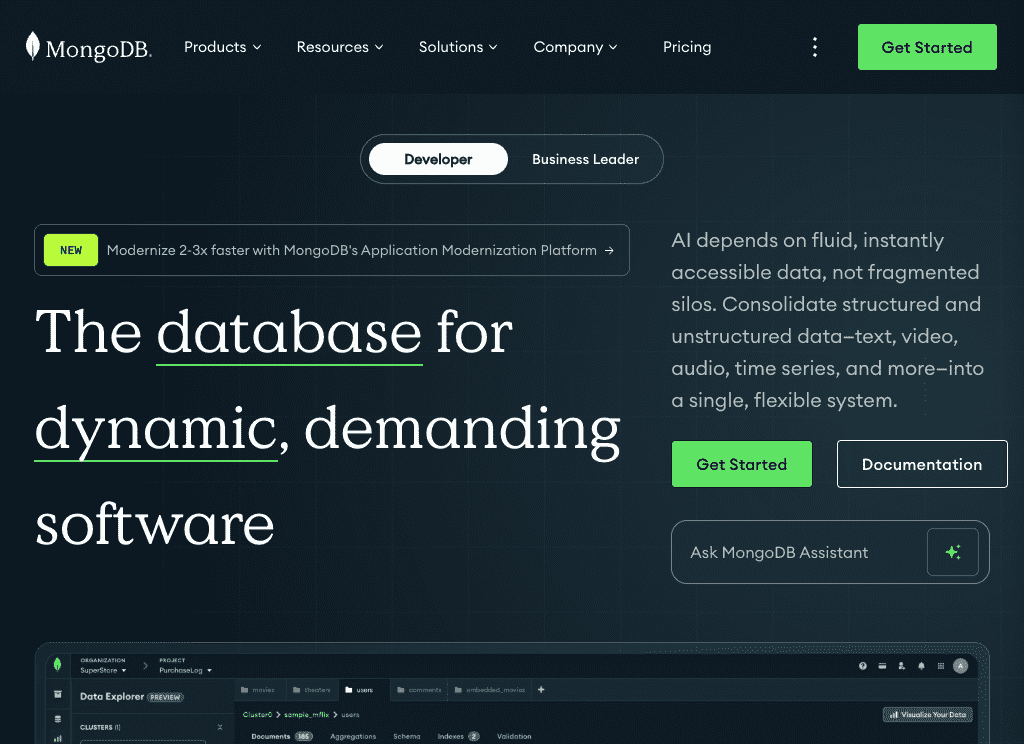 MongoDB.
Products
Resources
Solutions
Company
Pricing
Get Started
Developer
Business Leader
NEW
Modernize 2-3x faster with MongoDB's Application Modernization Platform →
The database for
dynamic, demanding
software
AI depends on fluid, instantly
accessible data, not fragmented
silos. Consolidate structured and
unstructured data—text, video,
audio, time series, and more—into
a single, flexible system.
Get Started
Documentation
Ask MongoDB Assistant
ORGANIZATION
SuperStore
PROJECT
PurchaseLog
A
Data Explorer PREVIEW
movies
theaters
users
comments
embedded_movies
+
CLUSTERS (1)
Cluster0 > sample_mflix > users
Visualize Your Data
Documents 185
Aggregations
Schema
Indexes 2
Validation